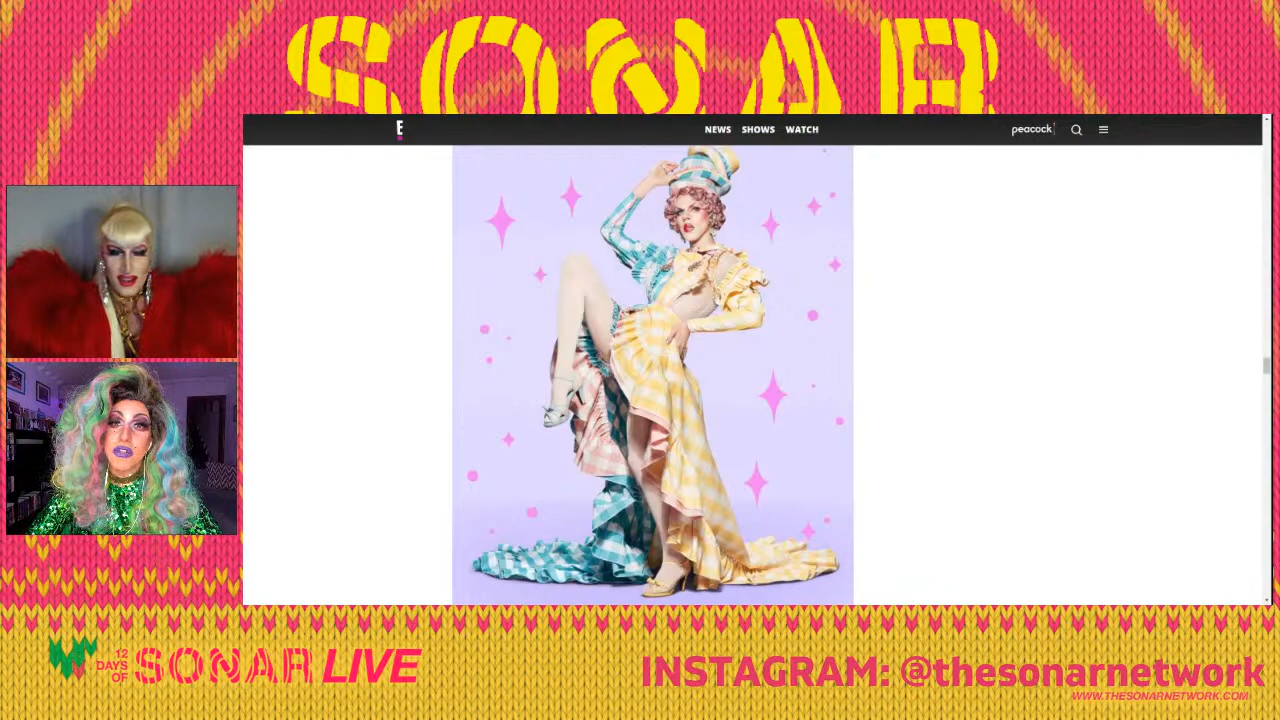 SONAR
E
NEWS SHOWS WATCH
peacock
12
DAYS
OF
SONAR LIVE
INSTAGRAM: @thesonarnetwork
WWW.THESONARNETWORK.COM